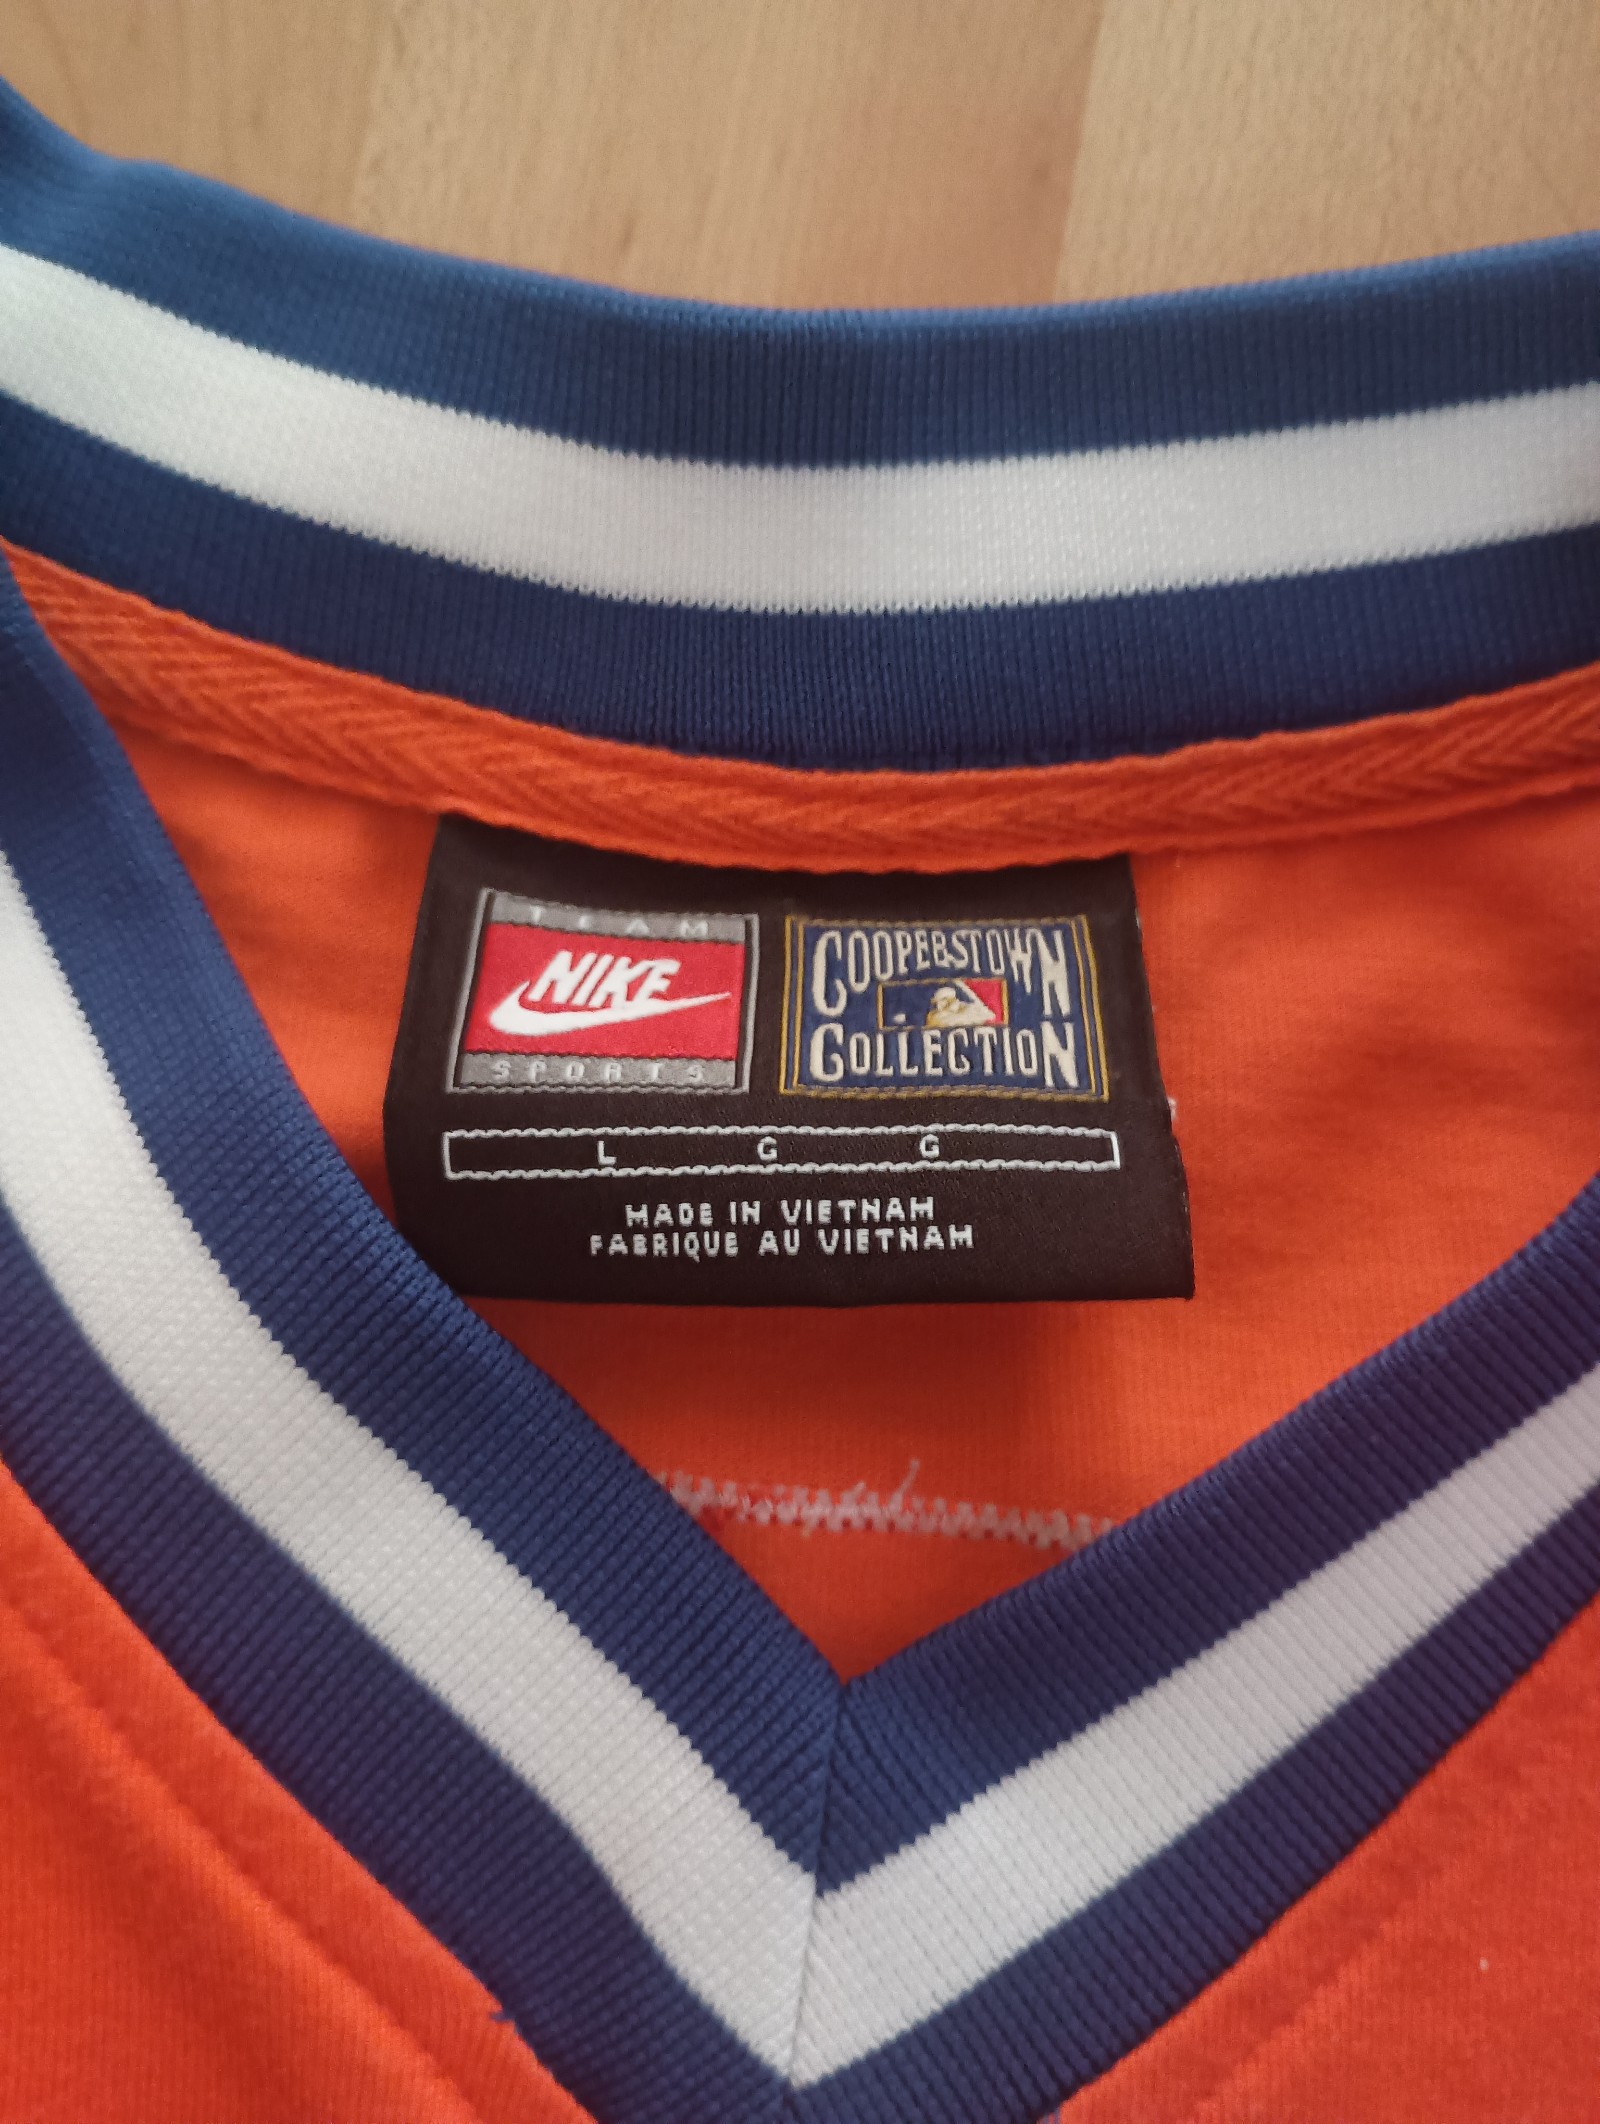 TEAM
NIKE
SPORTS
COOPERSTOWN
COLLECTION
L G G
MADE IN VIETNAM
FABRIQUE AU VIETNAM